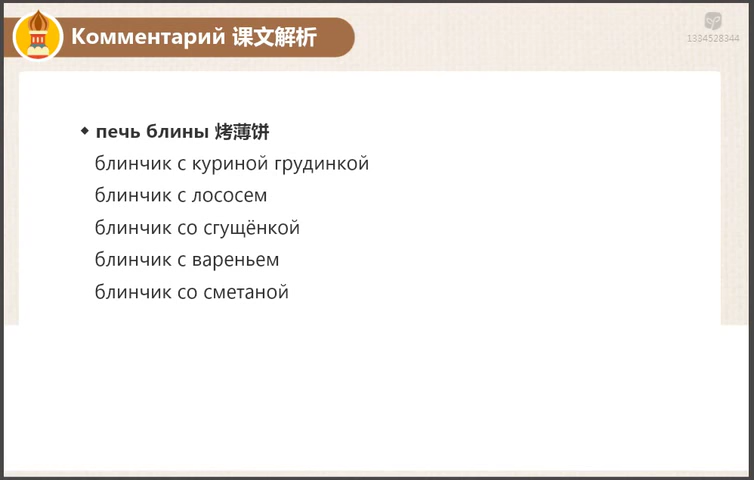 Комментарий 课文解析
1334528344
печь блины 烤薄饼
блинчик с куриной грудинкой
блинчик с лососем
блинчик со сгущёнкой
блинчик с вареньем
блинчик со сметаной